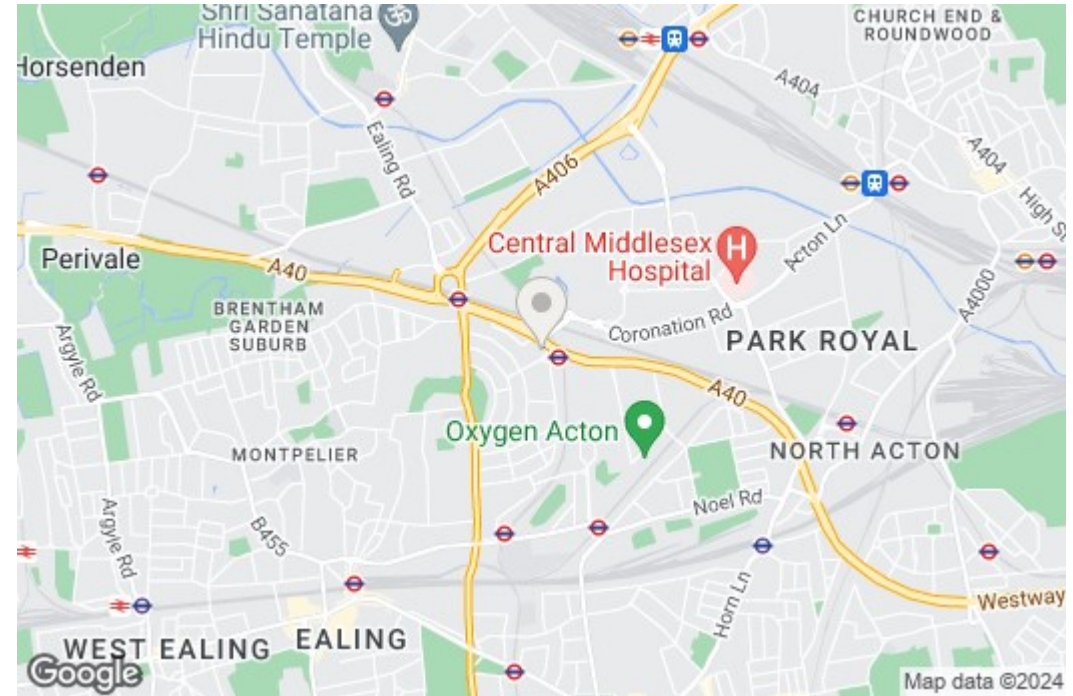 Shri Sanatana
Hindu Temple
CHURCH END &
ROUNDWOOD
Horsenden
A404
Ealing Rd
A404
A406
High St
Perivale
Central Middlesex
Hospital
H
Acton Ln
A40
A4000
BRENTHAM
GARDEN
SUBURB
Coronation Rd
PARK ROYAL
Argyle Rd
A40
Oxygen Acton
MONTPELIER
NORTH ACTON
Noel Rd
Argyle Rd
B455
Horn Ln
Westway
WEST EALING
EALING
Google
Map data ©2024